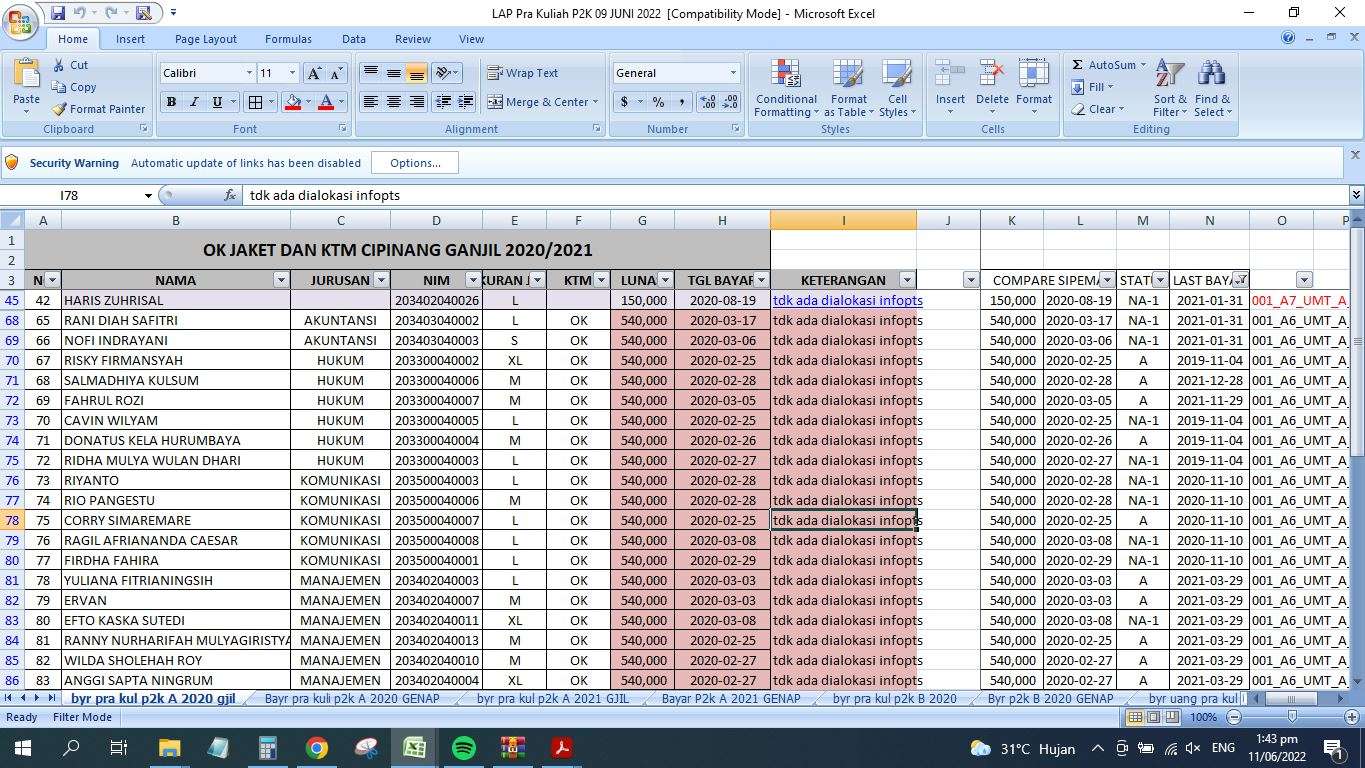 LAP Pra Kuliah P2K 09 JUNI 2022 [Compatibility Mode] - Microsoft Excel
Home Insert Page Layout Formulas Data Review View
Paste Cut Copy Format Painter
Calibri 11
B I U
Wrap Text
Merge & Center
General
$ % ,
Conditional Formatting Format as Table Cell Styles
Insert Delete Format
AutoSum Fill Clear
Sort & Filter Find & Select
Clipboard Font Alignment Number Styles Cells Editing
Security Warning Automatic update of links has been disabled Options...
I78 fx tdk ada dialokasi infopts
A B C D E F G H I J K L M N O P
1
2 OK JAKET DAN KTM CIPINANG GANJIL 2020/2021
3 N NAMA JURUSAN NIM KURAN J KTM LUNA TGL BAYAR KETERANGAN COMPARE SIPEMA STAT LAST BAYA
45 42 HARIS ZUHRISAL 203402040026 L 150,000 2020-08-19 tdk ada dialokasi infopts 150,000 2020-08-19 NA-1 2021-01-31 001_A7_UMT_A
68 65 RANI DIAH SAFITRI AKUNTANSI 203403040002 L OK 540,000 2020-03-17 tdk ada dialokasi infopts 540,000 2020-03-17 NA-1 2021-01-31 001_A6_UMT_A_
69 66 NOFI INDRAYANI AKUNTANSI 203403040003 S OK 540,000 2020-03-06 tdk ada dialokasi infopts 540,000 2020-03-06 NA-1 2021-01-31 001_A6_UMT_A_
70 67 RISKY FIRMANSYAH HUKUM 203300040002 XL OK 540,000 2020-02-25 tdk ada dialokasi infopts 540,000 2020-02-25 A 2019-11-04 001_A6_UMT_A_
71 68 SALMADHIYA KULSUM HUKUM 203300040006 M OK 540,000 2020-02-28 tdk ada dialokasi infopts 540,000 2020-02-28 A 2021-12-28 001_A6_UMT_A_
72 69 FAHRUL ROZI HUKUM 203300040007 M OK 540,000 2020-03-05 tdk ada dialokasi infopts 540,000 2020-03-05 A 2021-11-29 001_A6_UMT_A_
73 70 CAVIN WILYAM HUKUM 203300040005 L OK 540,000 2020-02-25 tdk ada dialokasi infopts 540,000 2020-02-25 NA-1 2019-11-04 001_A6_UMT_A_
74 71 DONATUS KELA HURUMBAYA HUKUM 203300040004 M OK 540,000 2020-02-26 tdk ada dialokasi infopts 540,000 2020-02-26 A 2019-11-04 001_A6_UMT_A_
75 72 RIDHA MULYA WULAN DHARI HUKUM 203300040003 L OK 540,000 2020-02-27 tdk ada dialokasi infopts 540,000 2020-02-27 NA-1 2019-11-04 001_A6_UMT_A_
76 73 RIYANTO KOMUNIKASI 203500040003 L OK 540,000 2020-02-28 tdk ada dialokasi infopts 540,000 2020-02-28 NA-1 2020-11-10 001_A6_UMT_A_
77 74 RIO PANGESTU KOMUNIKASI 203500040006 M OK 540,000 2020-02-28 tdk ada dialokasi infopts 540,000 2020-02-28 NA-1 2020-11-10 001_A6_UMT_A_
78 75 CORRY SIMAREMARE KOMUNIKASI 203500040007 L OK 540,000 2020-02-25 tdk ada dialokasi infopts 540,000 2020-02-25 A 2020-11-10 001_A6_UMT_A_
79 76 RAGIL AFRIANANDA CAESAR KOMUNIKASI 203500040008 L OK 540,000 2020-03-08 tdk ada dialokasi infopts 540,000 2020-03-08 NA-1 2020-11-10 001_A6_UMT_A_
80 77 FIRDHA FAHIRA KOMUNIKASI 203500040001 L OK 540,000 2020-02-29 tdk ada dialokasi infopts 540,000 2020-02-29 NA-1 2020-11-10 001_A6_UMT_A_
81 78 YULIANA FITRIANINGSIH MANAJEMEN 203402040003 L OK 540,000 2020-03-03 tdk ada dialokasi infopts 540,000 2020-03-03 A 2021-03-29 001_A6_UMT_A_
82 79 ERVAN MANAJEMEN 203402040007 M OK 540,000 2020-03-03 tdk ada dialokasi infopts 540,000 2020-03-03 A 2021-03-29 001_A6_UMT_A_
83 80 EFTO KASKA SUTEDI MANAJEMEN 203402040011 XL OK 540,000 2020-03-08 tdk ada dialokasi infopts 540,000 2020-03-08 NA-1 2021-03-29 001_A6_UMT_A_
84 81 RANNY NURHARIFAH MULYAGIRISTYA MANAJEMEN 203402040013 M OK 540,000 2020-02-25 tdk ada dialokasi infopts 540,000 2020-02-25 A 2021-03-29 001_A6_UMT_A_
85 82 WILDA SHOLEHAH ROY MANAJEMEN 203402040010 M OK 540,000 2020-02-27 tdk ada dialokasi infopts 540,000 2020-02-27 A 2021-03-29 001_A6_UMT_A_
86 83 ANGGI SAPTA NINGRUM MANAJEMEN 203402040004 XL OK 540,000 2020-02-27 tdk ada dialokasi infopts 540,000 2020-02-27 A 2021-03-29 001_A6_UMT_A_
byr pra kul p2k A 2020 gjil Bayr pra kuli p2k A 2020 GENAP byr pra kul p2k A 2021 GJIL Bayar P2K A 2021 GENAP byr pra kul p2k B 2020 Byr p2k B 2020 GENAP byr uang pra kul
Ready Filter Mode 100%
31°C Hujan ENG 1:43 pm
11/06/2022 1